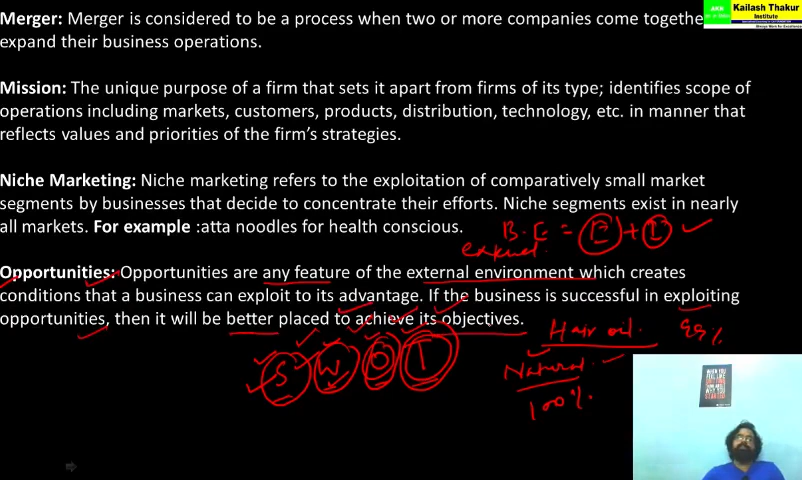 Merger: Merger is considered to be a process when two or more companies come togethe
expand their business operations.
AKN
Kailash Thakur
Institute
Mission: The unique purpose of a firm that sets it apart from firms of its type; identifies scope of
operations including markets, customers, products, distribution, technology, etc. in manner that
reflects values and priorities of the firm's strategies.
Niche Marketing: Niche marketing refers to the exploitation of comparatively small market
segments by businesses that decide to concentrate their efforts. Niche segments exist in nearly
all markets. For example :atta noodles for health conscious.
B.E = E + I
external
Opportunities: Opportunities are any feature of the external environment which creates
conditions that a business can exploit to its advantage. If the business is successful in exploiting
opportunities, then it will be better placed to achieve its objectives.
Hair oil. 99%
S W O T
Natural
100%